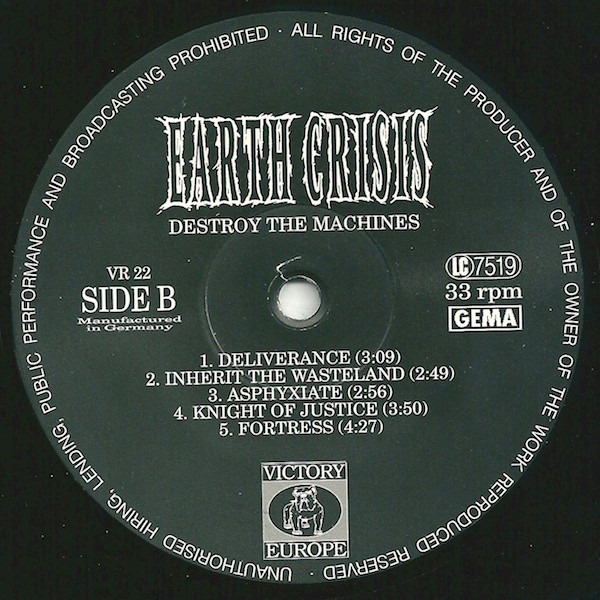 UNAUTHORISED HIRING, LENDING, PUBLIC PERFORMANCE AND BROADCASTING PROHIBITED · ALL RIGHTS OF THE PRODUCER AND OF THE OWNER OF THE WORK REPRODUCED RESERVED ·
EARTH CRISIS
DESTROY THE MACHINES
VR 22
SIDE B
Manufactured
in Germany
LC 7519
33 rpm
GEMA
1. DELIVERANCE (3:09)
2. INHERIT THE WASTELAND (2:49)
3. ASPHYXIATE (2:56)
4. KNIGHT OF JUSTICE (3:50)
5. FORTRESS (4:27)
VICTORY
EUROPE